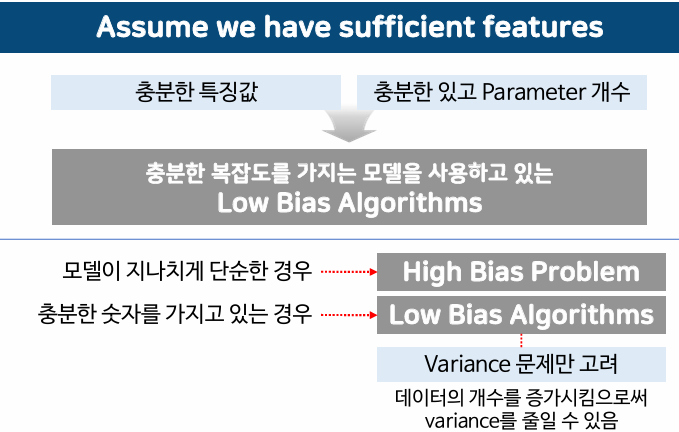 Assume we have sufficient features
충분한 특징값
충분한 있고 Parameter 개수
충분한 복잡도를 가지는 모델을 사용하고 있는
Low Bias Algorithms
모델이 지나치게 단순한 경우
High Bias Problem
충분한 숫자를 가지고 있는 경우
Low Bias Algorithms
Variance 문제만 고려
데이터의 개수를 증가시킴으로써
variance를 줄일 수 있음